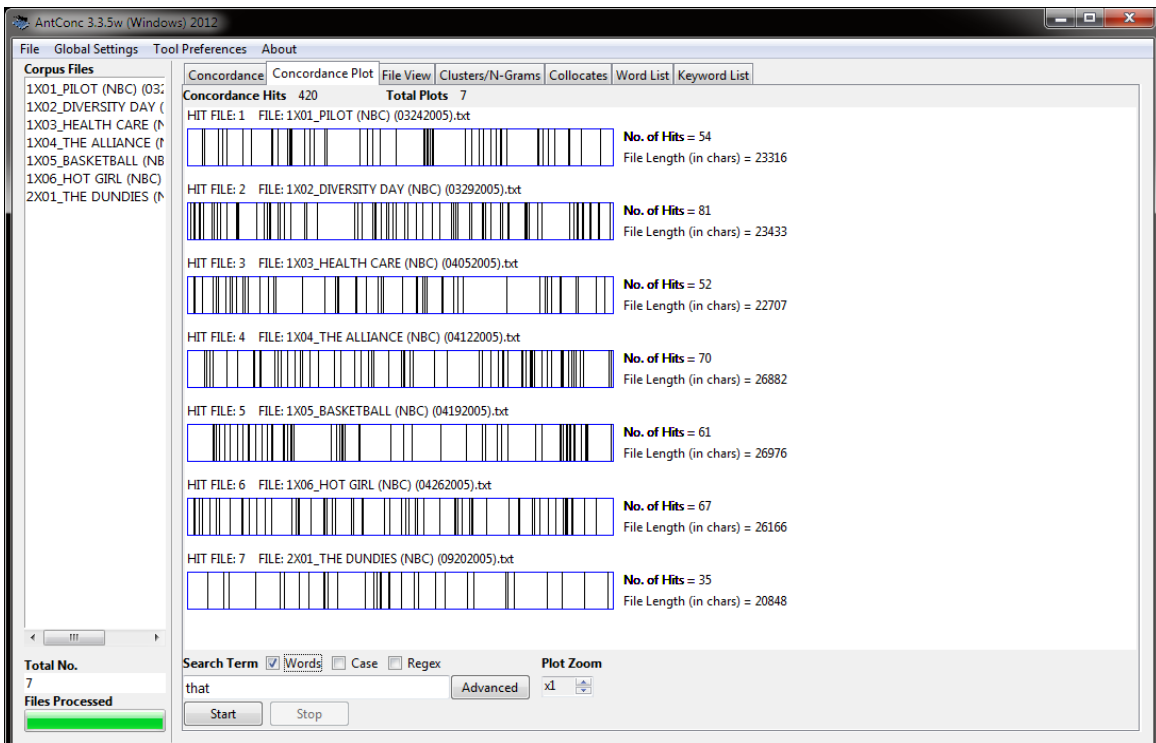 AntConc 3.3.5w (Windows) 2012
File Global Settings Tool Preferences About
Corpus Files
1X01_PILOT (NBC) (032
1X02_DIVERSITY DAY (
1X03_HEALTH CARE (N
1X04_THE ALLIANCE (N
1X05_BASKETBALL (NB
1X06_HOT GIRL (NBC)
2X01_THE DUNDIES (N
Total No.
7
Files Processed
Concordance Concordance Plot File View Clusters/N-Grams Collocates Word List Keyword List
Concordance Hits 420 Total Plots 7
HIT FILE: 1 FILE: 1X01_PILOT (NBC) (03242005).txt
No. of Hits = 54
File Length (in chars) = 23316
HIT FILE: 2 FILE: 1X02_DIVERSITY DAY (NBC) (03292005).txt
No. of Hits = 81
File Length (in chars) = 23433
HIT FILE: 3 FILE: 1X03_HEALTH CARE (NBC) (04052005).txt
No. of Hits = 52
File Length (in chars) = 22707
HIT FILE: 4 FILE: 1X04_THE ALLIANCE (NBC) (04122005).txt
No. of Hits = 70
File Length (in chars) = 26882
HIT FILE: 5 FILE: 1X05_BASKETBALL (NBC) (04192005).txt
No. of Hits = 61
File Length (in chars) = 26976
HIT FILE: 6 FILE: 1X06_HOT GIRL (NBC) (04262005).txt
No. of Hits = 67
File Length (in chars) = 26166
HIT FILE: 7 FILE: 2X01_THE DUNDIES (NBC) (09202005).txt
No. of Hits = 35
File Length (in chars) = 20848
Search Term Words Case Regex Plot Zoom
that Advanced x1
Start Stop